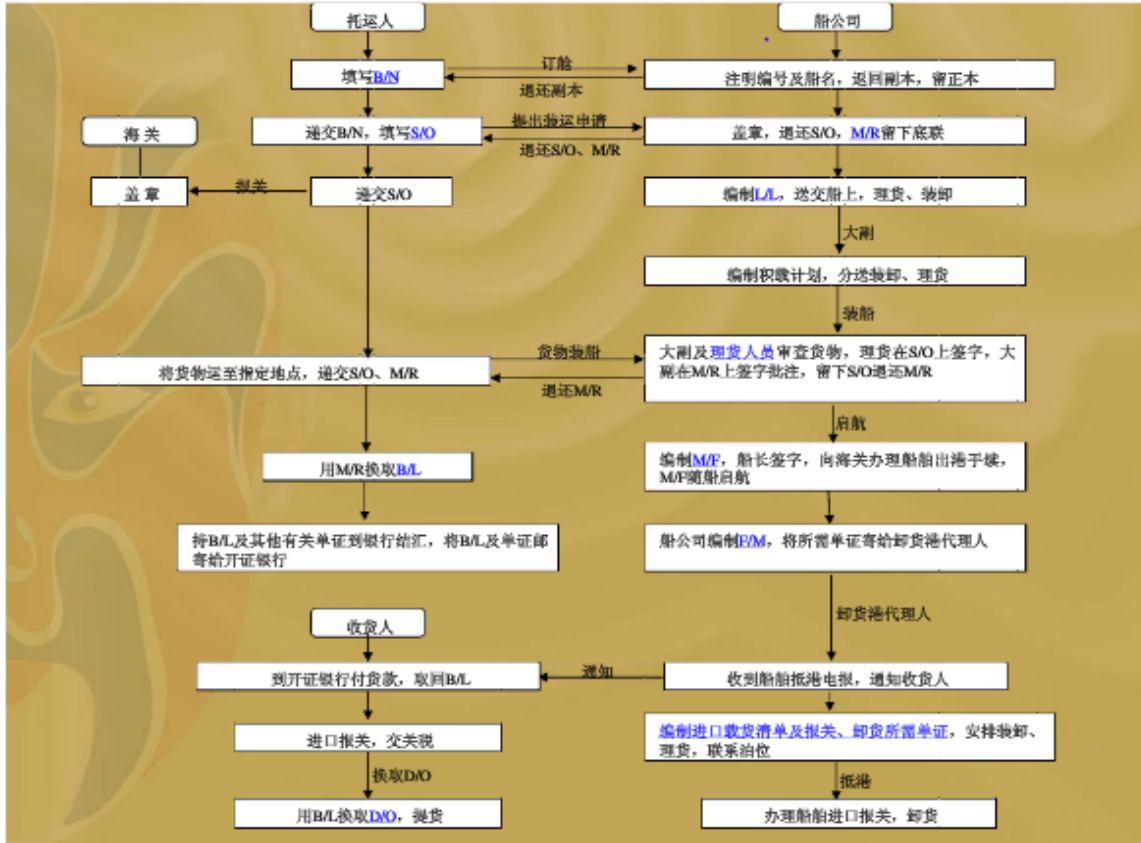 托运人
船公司
填写B/N
订舱
退还副本
注明编号及船名，返回副本，留正本
海关
递交B/N，填写S/O
提出装运申请
退还S/O、M/R
盖章，退还S/O，M/R留下底联
盖章
报关
递交S/O
编制L/L，送交船上，理货、装卸
大副
编制积载计划，分送装卸、理货
装船
将货物运至指定地点，递交S/O、M/R
货物装船
退还M/R
大副及理货人员审查货物，理货在S/O上签字，大
副在M/R上签字批注，留下S/O退还M/R
启航
用M/R换取B/L
编制M/F，船长签字，向海关办理船舶出港手续，
M/F随船启航
持B/L及其他有关单证到银行结汇，将B/L及单证邮
寄给开证银行
船公司编制F/M，将所需单证寄给卸货港代理人
卸货港代理人
收货人
到开证银行付货款，取回B/L
通知
收到船舶抵港电报，通知收货人
进口报关，交关税
编制进口载货清单及报关、卸货所需单证，安排装卸、
理货，联系泊位
换取D/O
抵港
用B/L换取D/O，提货
办理船舶进口报关，卸货